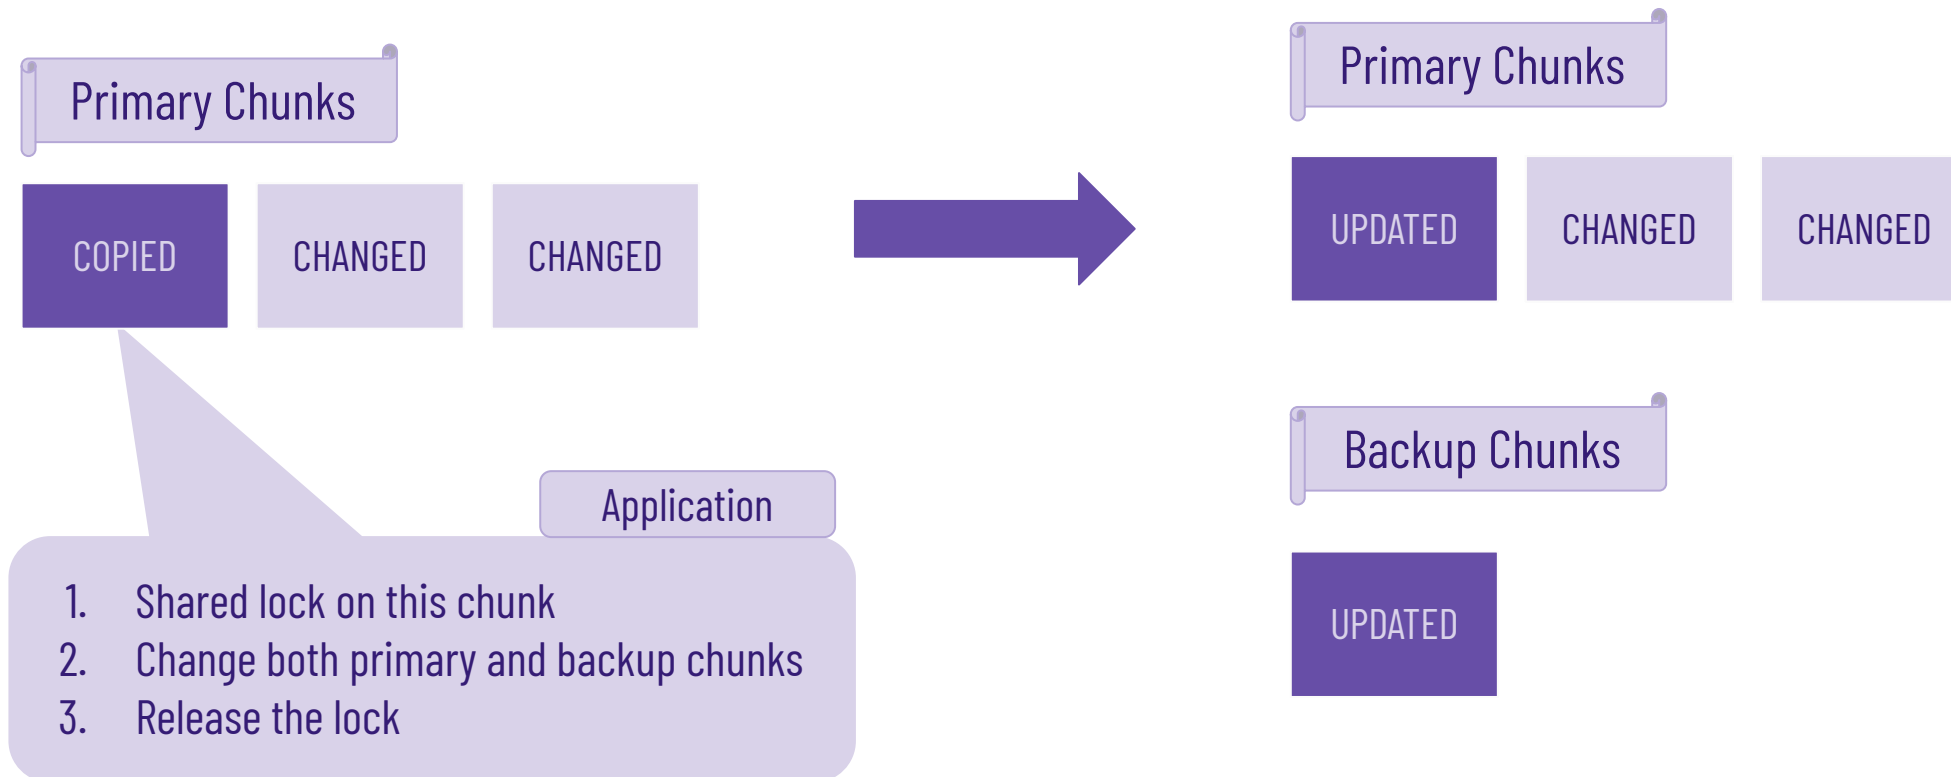 Primary Chunks
COPIED
CHANGED
CHANGED
Application
1. Shared lock on this chunk
2. Change both primary and backup chunks
3. Release the lock
Primary Chunks
UPDATED
CHANGED
CHANGED
Backup Chunks
UPDATED